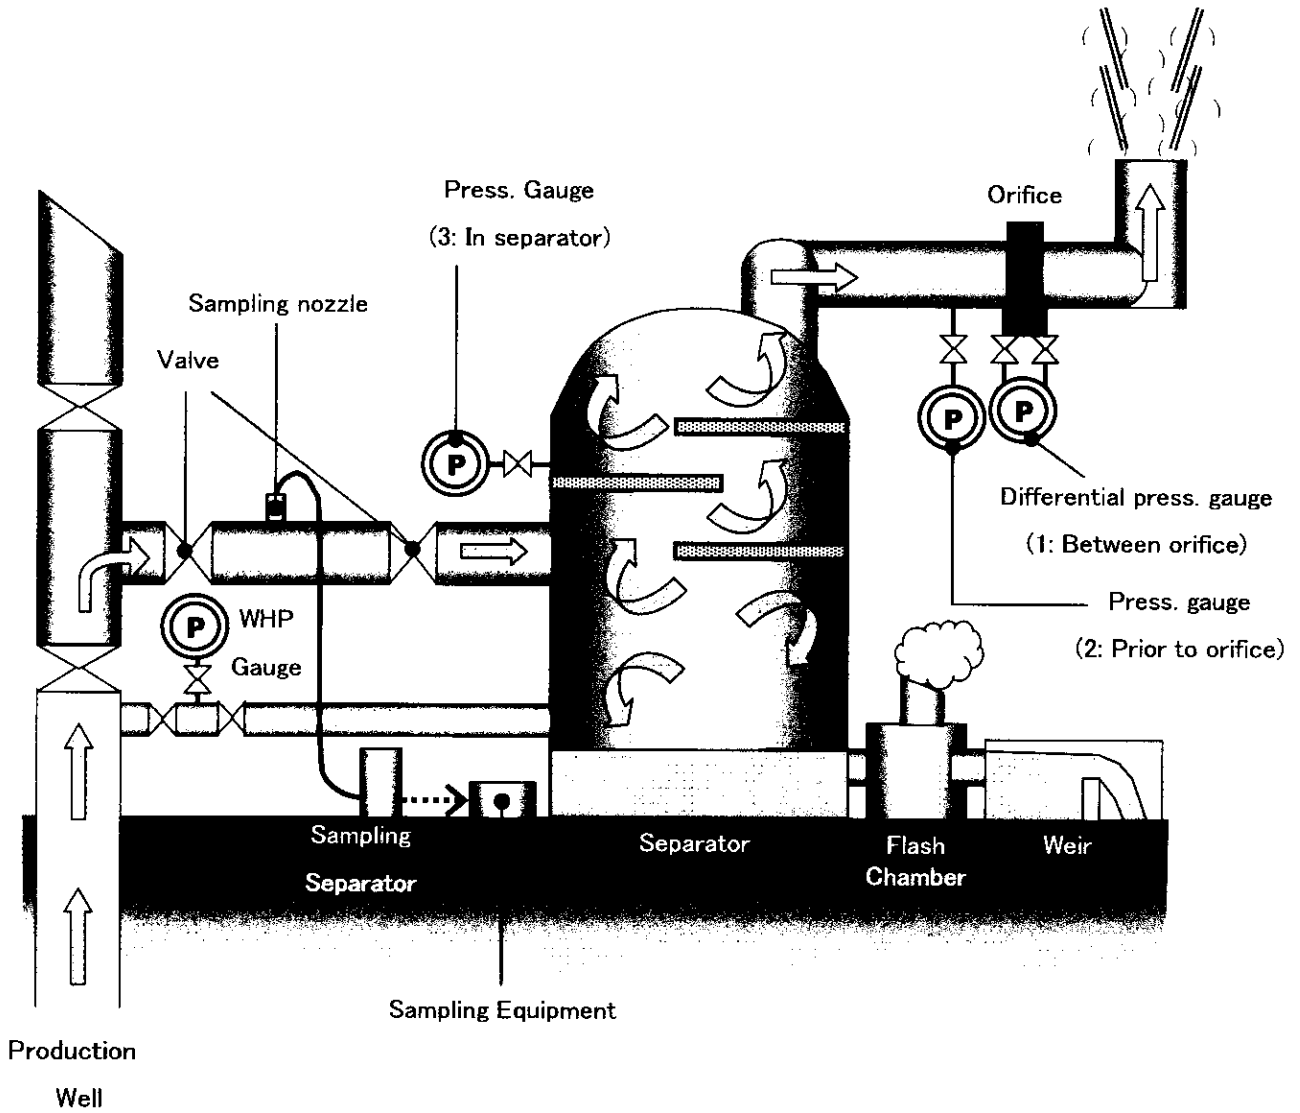 Press. Gauge
(3: In separator)
Orifice
Sampling nozzle
Valve
P
P
P
Differential press. gauge
(1: Between orifice)
Press. gauge
(2: Prior to orifice)
P
WHP
Gauge
Sampling
Separator
Separator
Flash
Chamber
Weir
Sampling Equipment
Production
Well